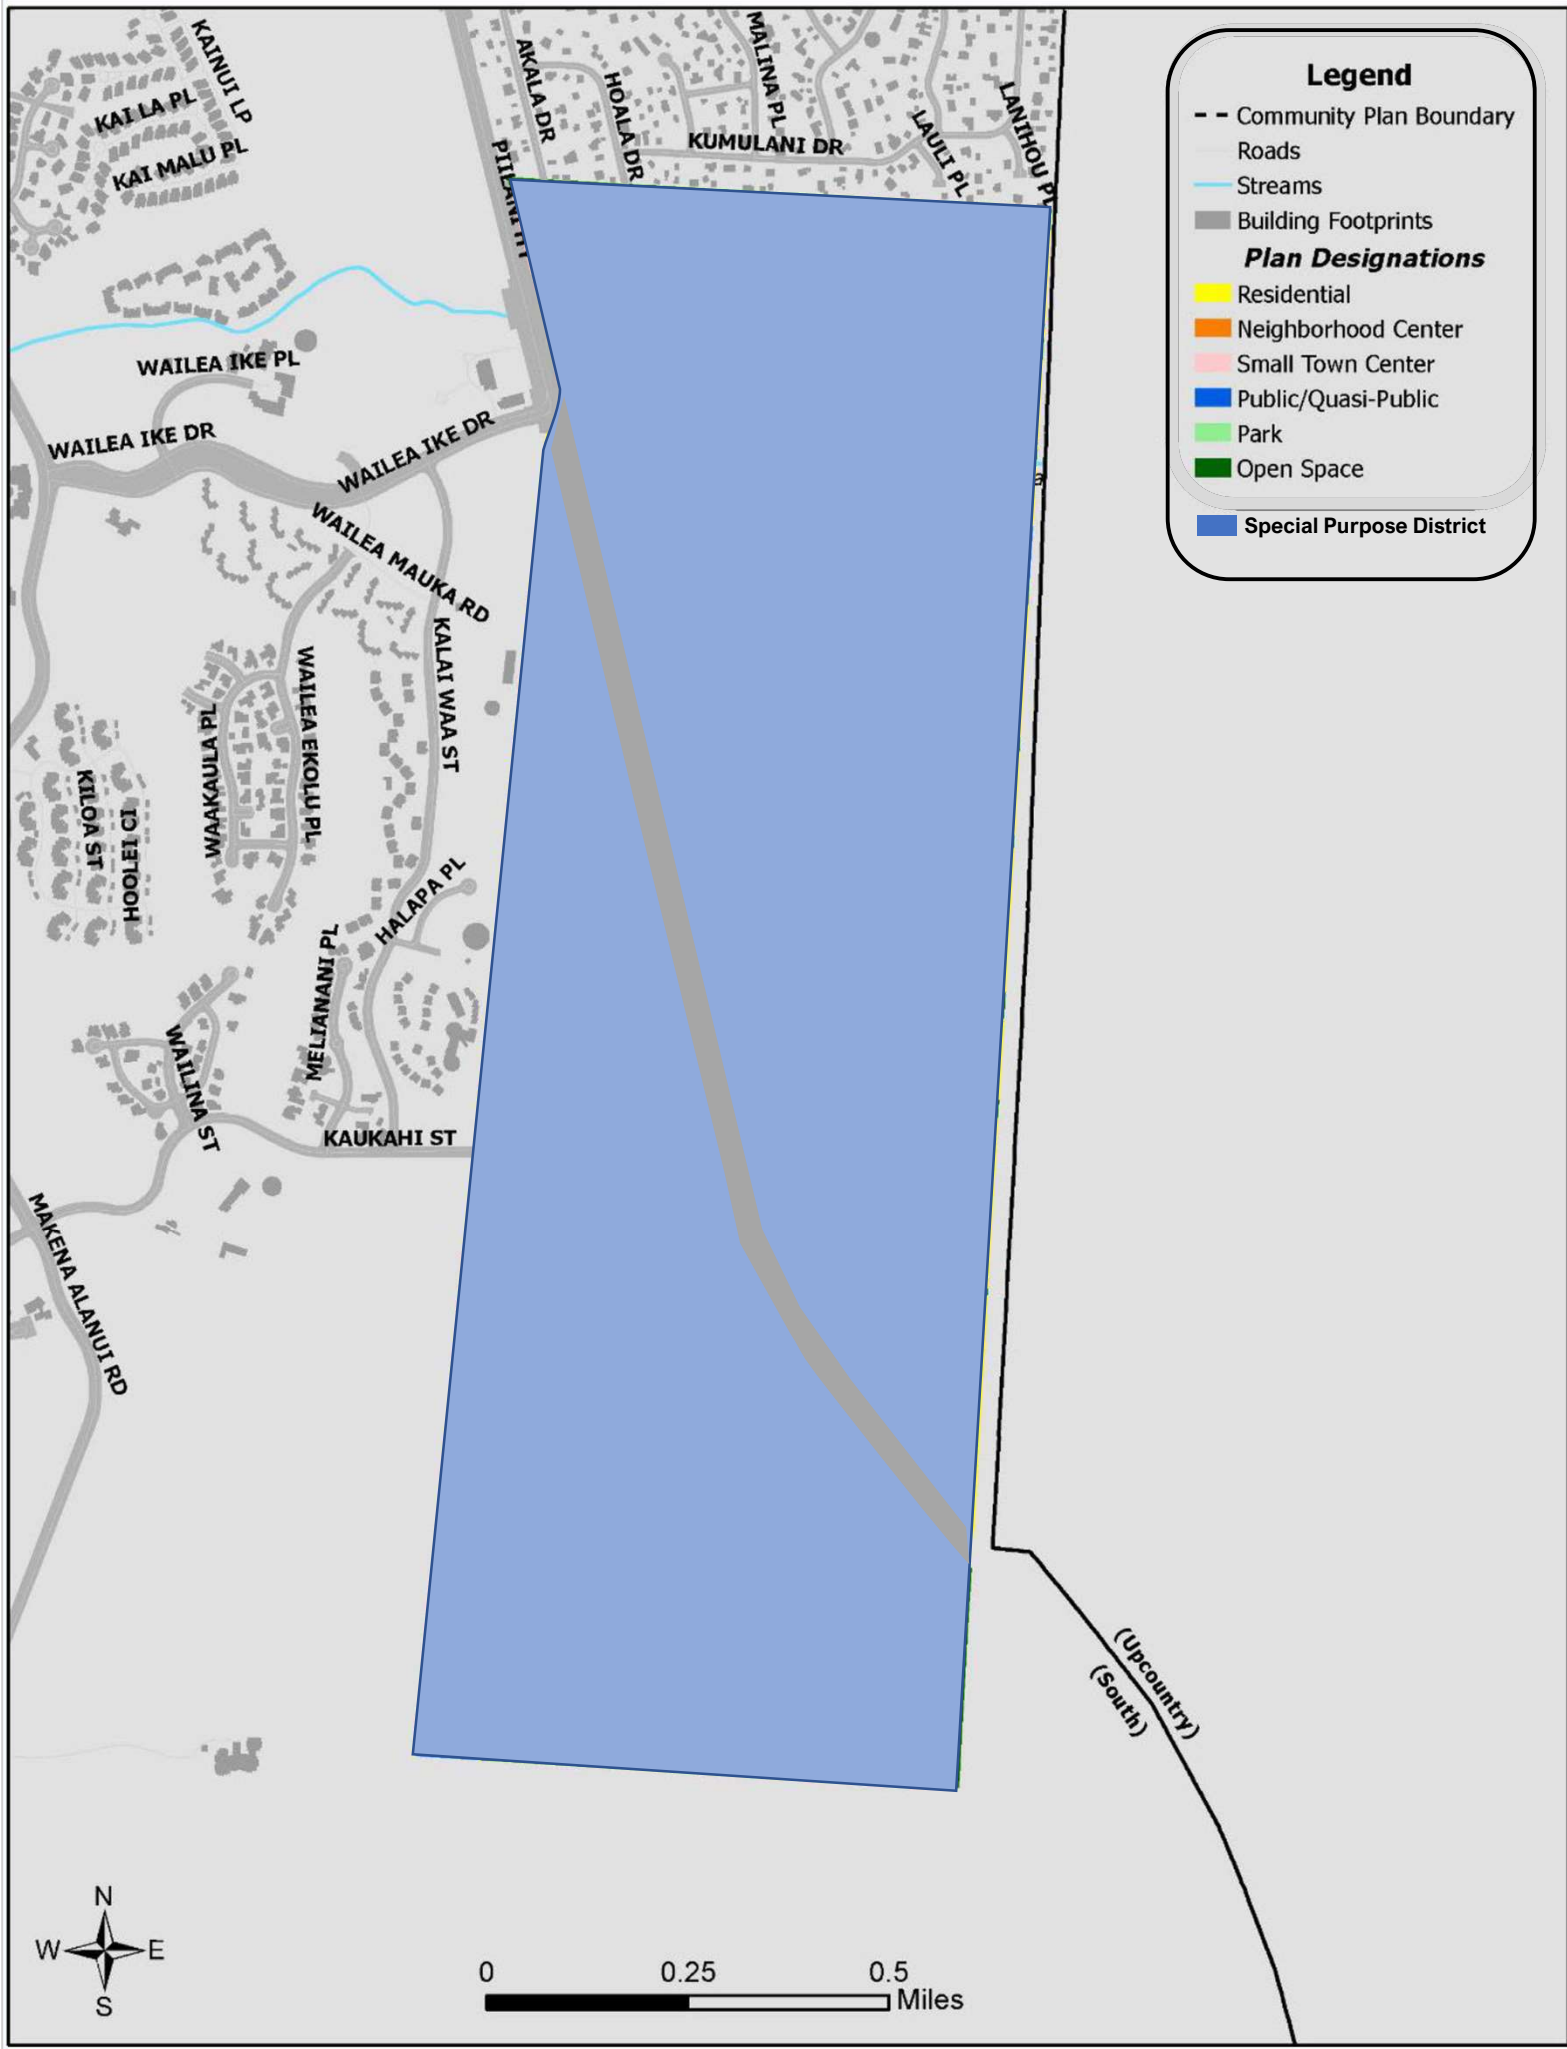 KAINUI LP
KAI LA PL
KAI MALU PL
AKALA DR
HOALA DR
MALINA PL
KUMULANI DR
LAULI PL
LANIHOU PL
PIILANI
WAILEA IKE PL
WAILEA IKE DR
WAILEA IKE DR
WAILEA MAUKA RD
KALAI WAA ST
WAILEA EKOLU PL
WAAKAULA PL
KILOA ST
HOOLEI CI
HALAPA PL
MELIANANI PL
WAILINA ST
KAUKAHI ST
MAKENA ALANUI RD
(Upcountry)
(South)
Legend
Community Plan Boundary
Roads
Streams
Building Footprints
Plan Designations
Residential
Neighborhood Center
Small Town Center
Public/Quasi-Public
Park
Open Space
Special Purpose District
N
W E
S
0 0.25 0.5
Miles